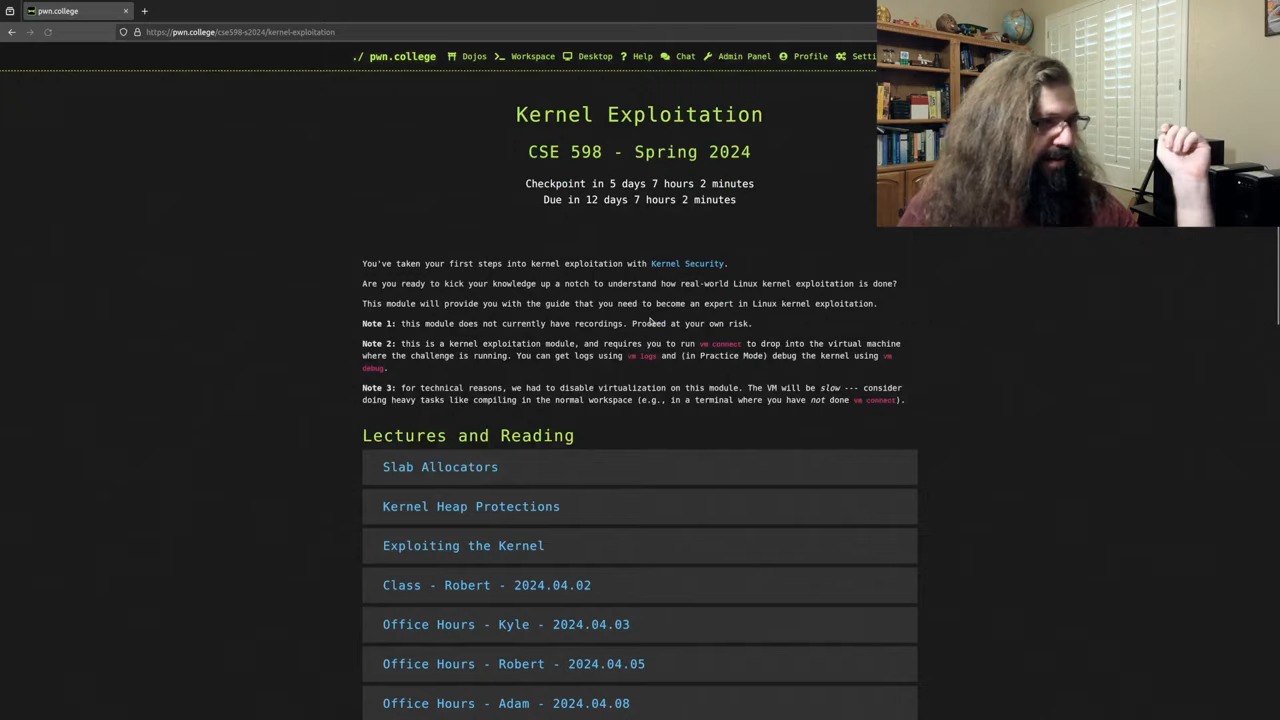 pwn.college
https://pwn.college/cse598-s2024/kernel-exploitation
./ pwn.college Dojos Workspace Desktop Help Chat Admin Panel Profile Setti
Kernel Exploitation
CSE 598 - Spring 2024
Checkpoint in 5 days 7 hours 2 minutes
Due in 12 days 7 hours 2 minutes
You've taken your first steps into kernel exploitation with Kernel Security.
Are you ready to kick your knowledge up a notch to understand how real-world Linux kernel exploitation is done?
This module will provide you with the guide that you need to become an expert in Linux kernel exploitation.
Note 1: this module does not currently have recordings. Proceed at your own risk.
Note 2: this is a kernel exploitation module, and requires you to run vm connect to drop into the virtual machine
where the challenge is running. You can get logs using vm logs and (in Practice Mode) debug the kernel using vm
debug.
Note 3: for technical reasons, we had to disable virtualization on this module. The VM will be slow --- consider
doing heavy tasks like compiling in the normal workspace (e.g., in a terminal where you have not done vm connect).
Lectures and Reading
Slab Allocators
Kernel Heap Protections
Exploiting the Kernel
Class - Robert - 2024.04.02
Office Hours - Kyle - 2024.04.03
Office Hours - Robert - 2024.04.05
Office Hours - Adam - 2024.04.08